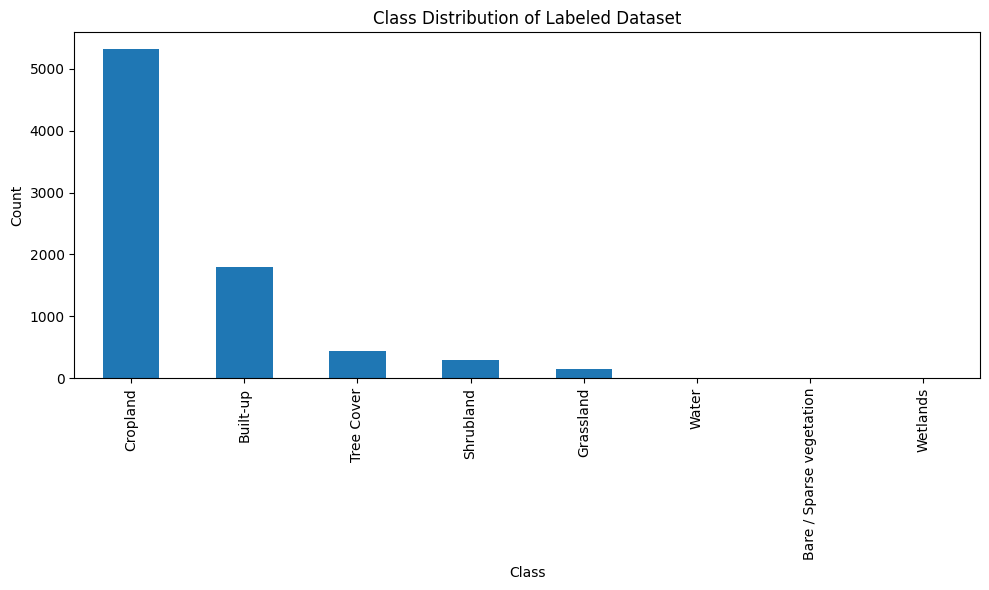 Class Distribution of Labeled Dataset
Count
5000
4000
3000
2000
1000
0
Cropland
Built-up
Tree Cover
Shrubland
Grassland
Water
Bare / Sparse vegetation
Wetlands
Class